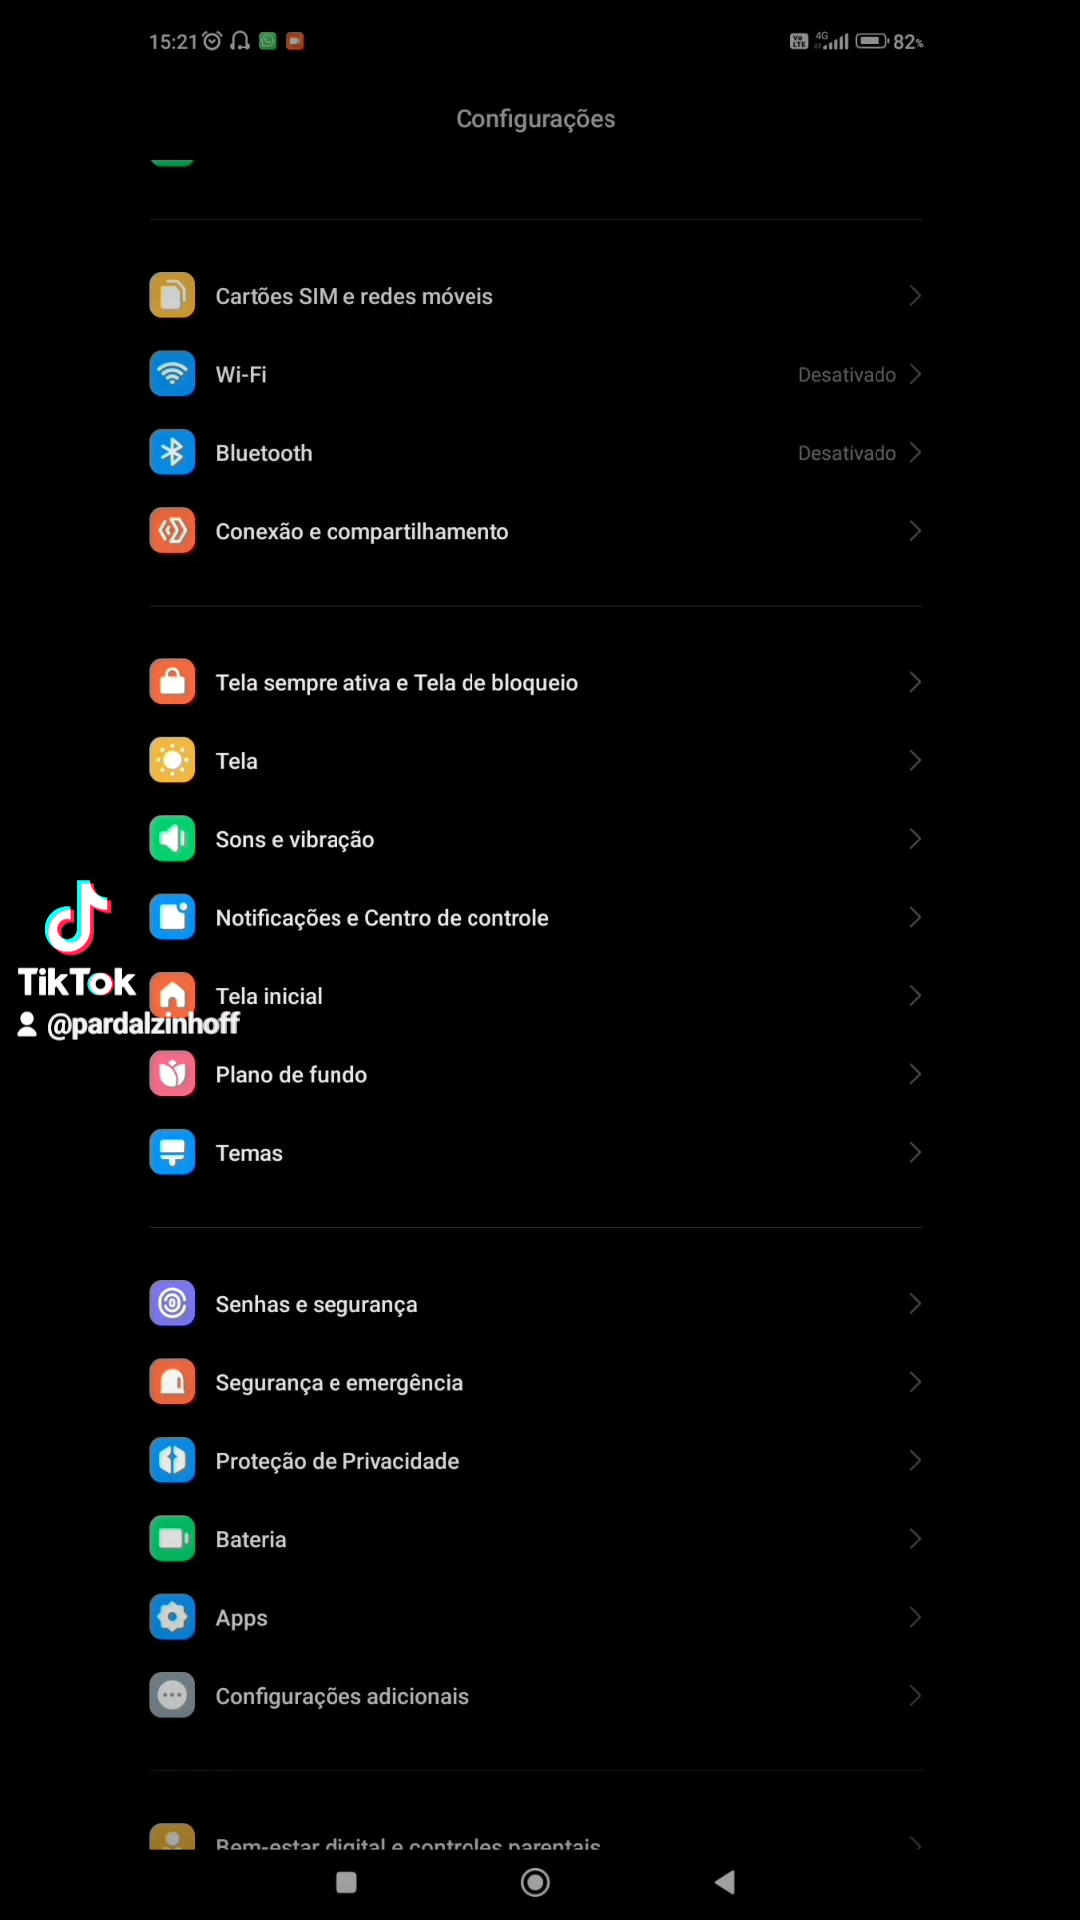 15:21 4G 82%
Configurações
Cartões SIM e redes móveis
Wi-Fi Desativado
Bluetooth Desativado
Conexão e compartilhamento
Tela sempre ativa e Tela de bloqueio
Tela
Sons e vibração
Notificações e Centro de controle
TikTok
Tela inicial
@pardalzinhoff
Plano de fundo
Temas
Senhas e segurança
Segurança e emergência
Proteção de Privacidade
Bateria
Apps
Configurações adicionais
Bem-estar digital e controles parentais